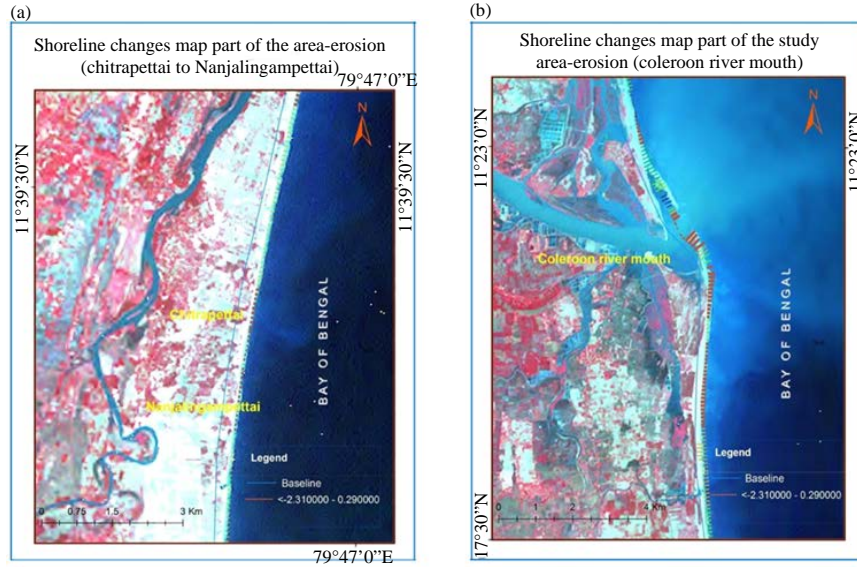 (a)
Shoreline changes map part of the area-erosion
(chitrapettai to Nanjalingampettai)
79°47'0”E
11°39'30”N
11°39'30”N
N
Chitrapettai
Nanjalingampettai
BAY OF BENGAL
Legend
Baseline
<-2.310000 - 0.290000
0 0.75 1.5 3 Km
79°47'0”E
(b)
Shoreline changes map part of the study
area-erosion (coleroon river mouth)
11°23'0”N
11°23'0”N
N
Coleroon river mouth
BAY OF BENGAL
Legend
Baseline
<-2.310000 - 0.290000
0 1 2 4 Km
17°30”N